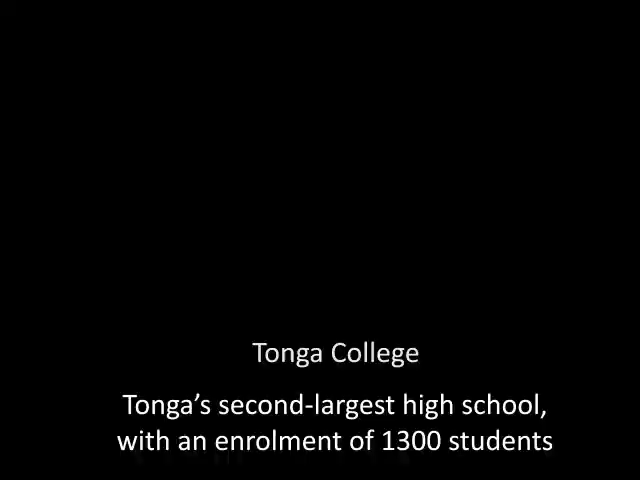 Tonga College
Tonga’s second-largest high school,
with an enrolment of 1300 students